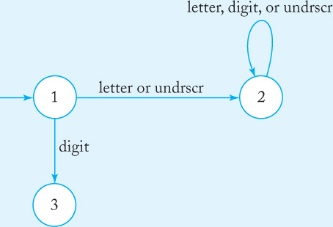 letter, digit, or undrscr
letter or undrscr
1
2
digit
3